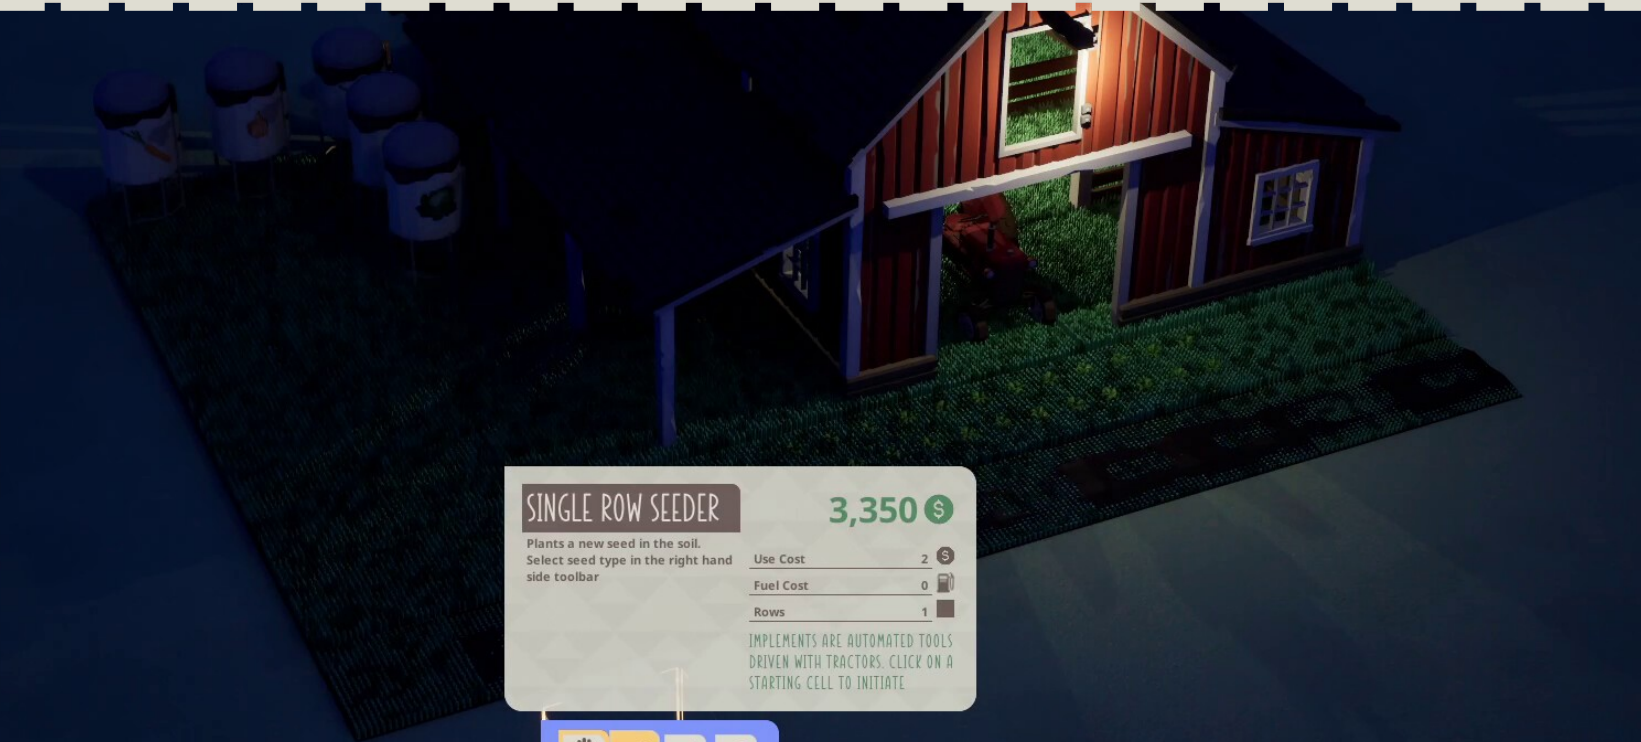 SINGLE ROW SEEDER
3,350 $
Plants a new seed in the soil.
Select seed type in the right hand
side toolbar
Use Cost 2 $
Fuel Cost 0
Rows 1
IMPLEMENTS ARE AUTOMATED TOOLS
DRIVEN WITH TRACTORS. CLICK ON A
STARTING CELL TO INITIATE